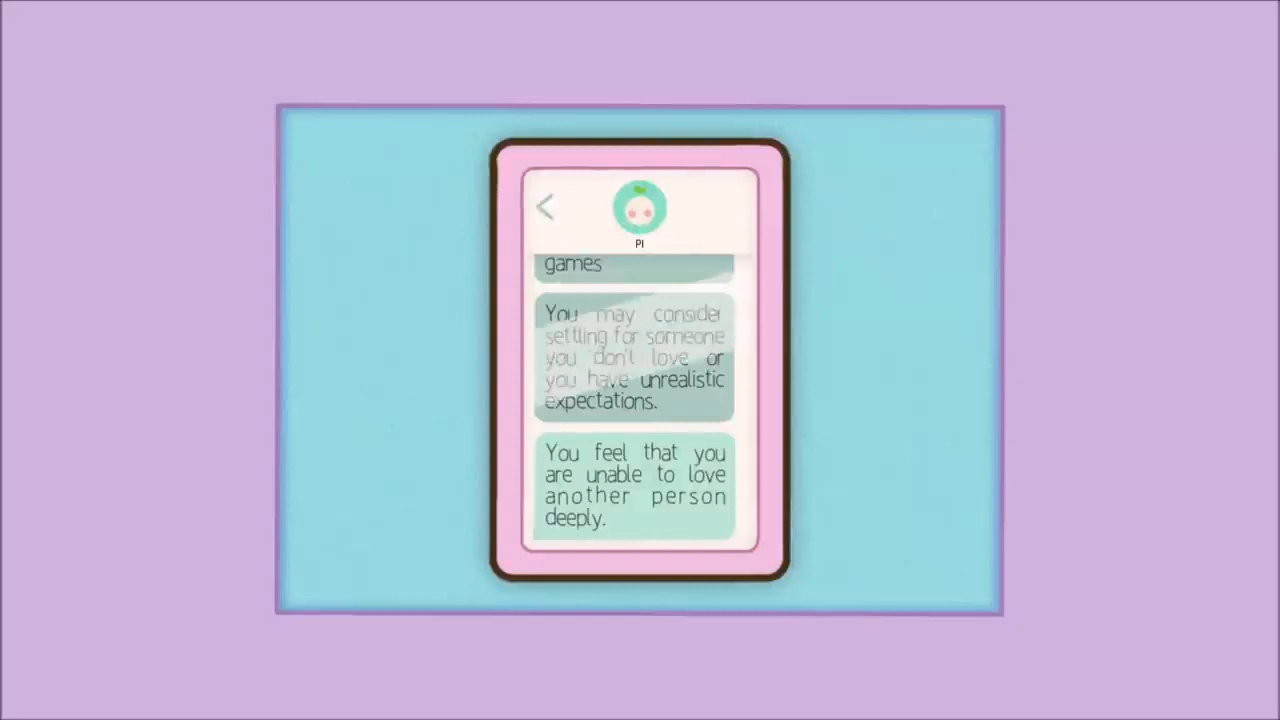 PI
games
You may consider
settling for someone
you don't love or
you have unrealistic
expectations.
You feel that you
are unable to love
another person
deeply.